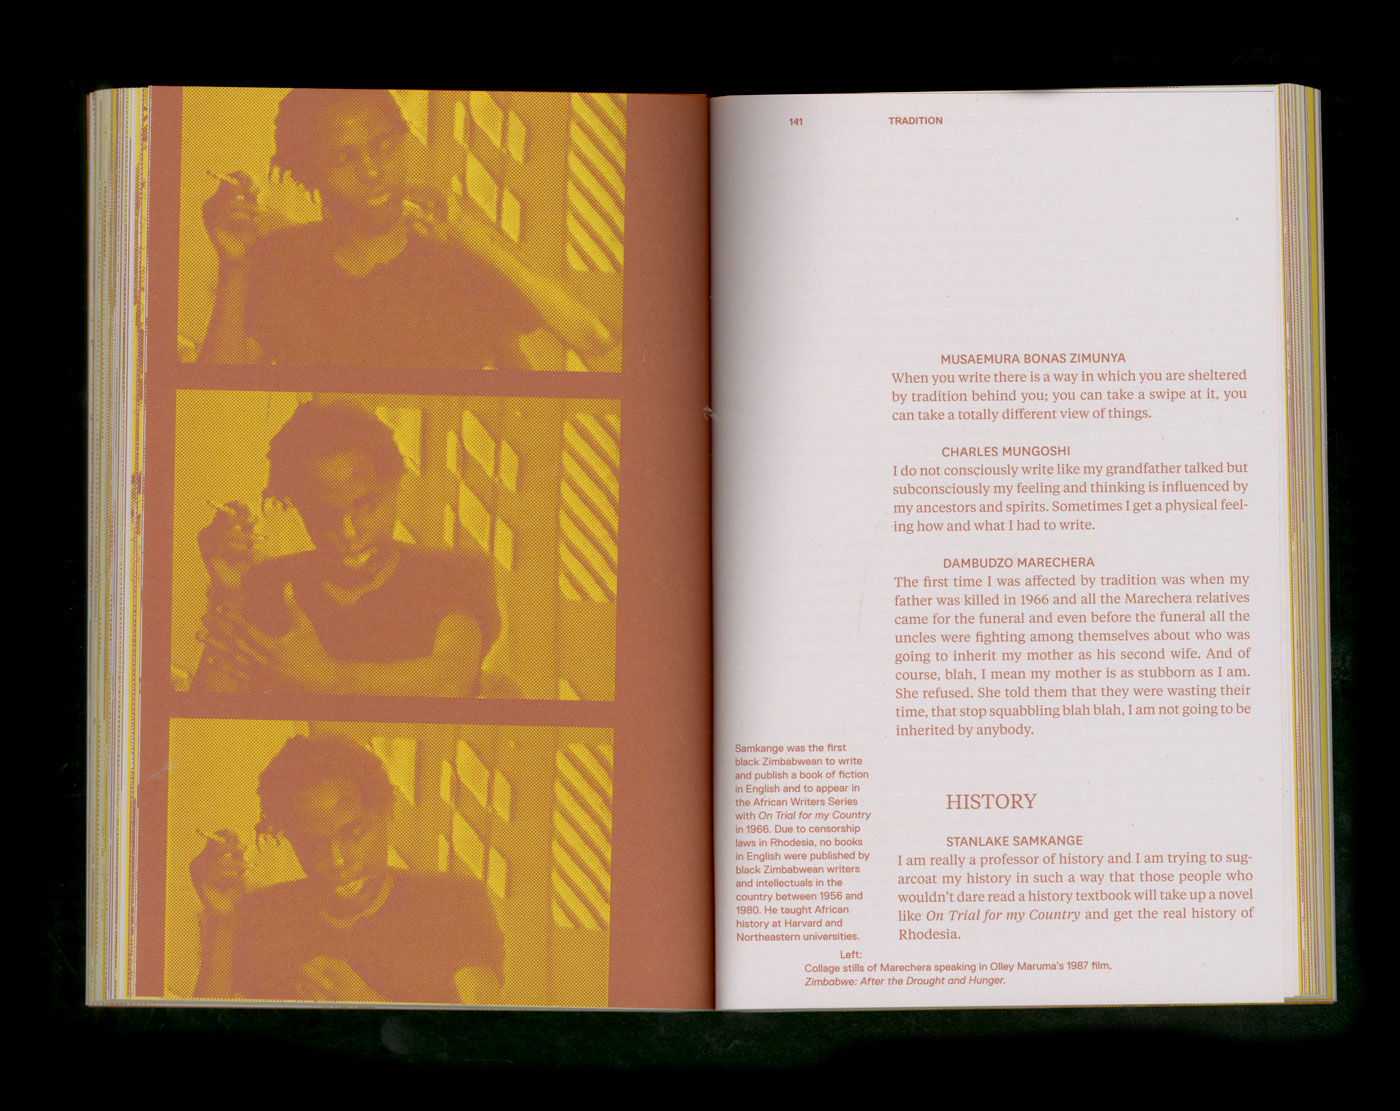 141
TRADITION
MUSAEMURA BONAS ZIMUNYA
When you write there is a way in which you are sheltered
by tradition behind you; you can take a swipe at it, you
can take a totally different view of things.
CHARLES MUNGOSHI
I do not consciously write like my grandfather talked but
subconsciously my feeling and thinking is influenced by
my ancestors and spirits. Sometimes I get a physical feel-
ing how and what I had to write.
DAMBUDZO MARECHERA
The first time I was affected by tradition was when my
father was killed in 1966 and all the Marechera relatives
came for the funeral and even before the funeral all the
uncles were fighting among themselves about who was
going to inherit my mother as his second wife. And of
course, blah, I mean my mother is as stubborn as I am.
She refused. She told them that they were wasting their
time, that stop squabbling blah blah, I am not going to be
inherited by anybody.
HISTORY
STANLAKE SAMKANGE
I am really a professor of history and I am trying to sug-
arcoat my history in such a way that those people who
wouldn't dare read a history textbook will take up a novel
like On Trial for my Country and get the real history of
Rhodesia.
Samkange was the first
black Zimbabwean to write
and publish a book of fiction
in English and to appear in
the African Writers Series
with On Trial for my Country
in 1966. Due to censorship
laws in Rhodesia, no books
in English were published by
black Zimbabwean writers
and intellectuals in the
country between 1956 and
1980. He taught African
history at Harvard and
Northeastern universities.
Left:
Collage stills of Marechera speaking in Olley Maruma's 1987 film,
Zimbabwe: After the Drought and Hunger.